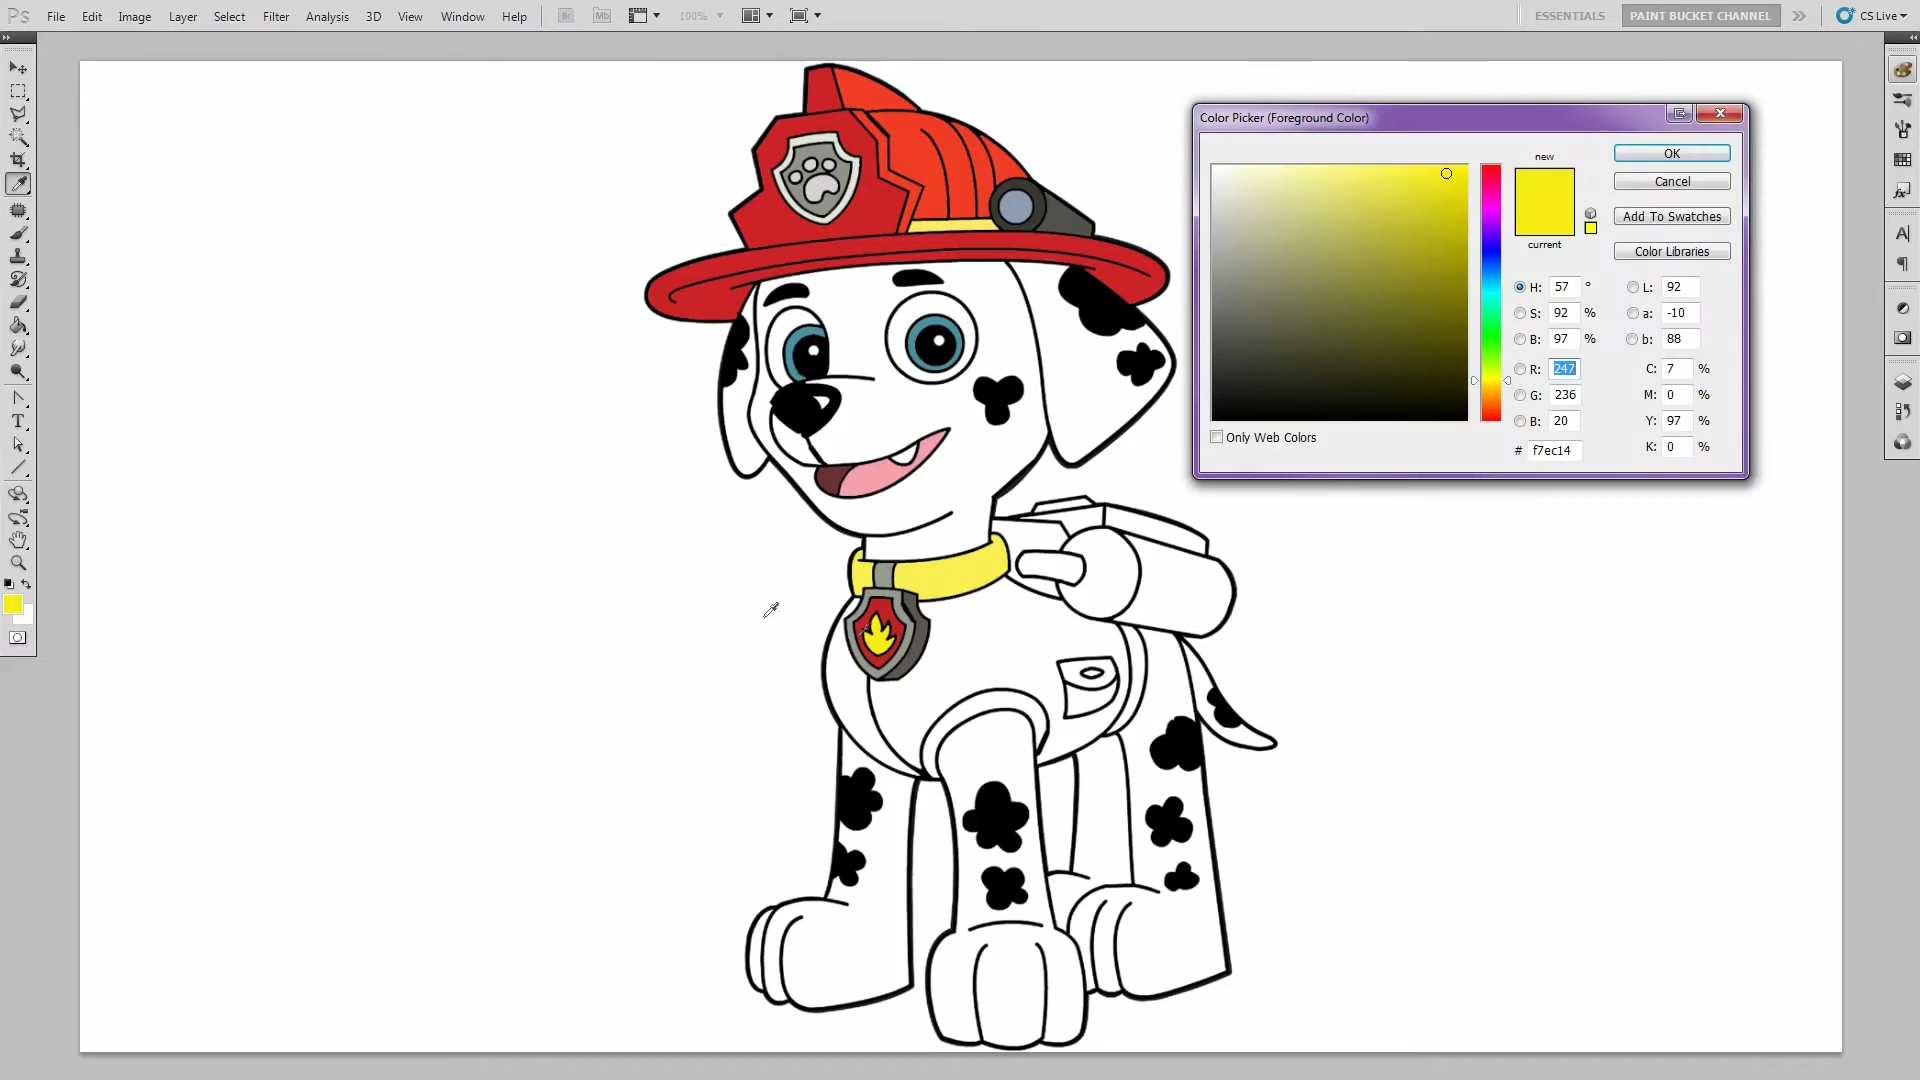 Ps File Edit Image Layer Select Filter Analysis 3D View Window Help Br Mb 100% ESSENTIALS PAINT BUCKET CHANNEL CS Live
Color Picker (Foreground Color)
new
OK
Cancel
Add To Swatches
current
Color Libraries
H: 57 ° L: 92
S: 92 % a: -10
B: 97 % b: 88
R: 247 C: 7 %
G: 236 M: 0 %
B: 20 Y: 97 %
Only Web Colors
# f7ec14 K: 0 %